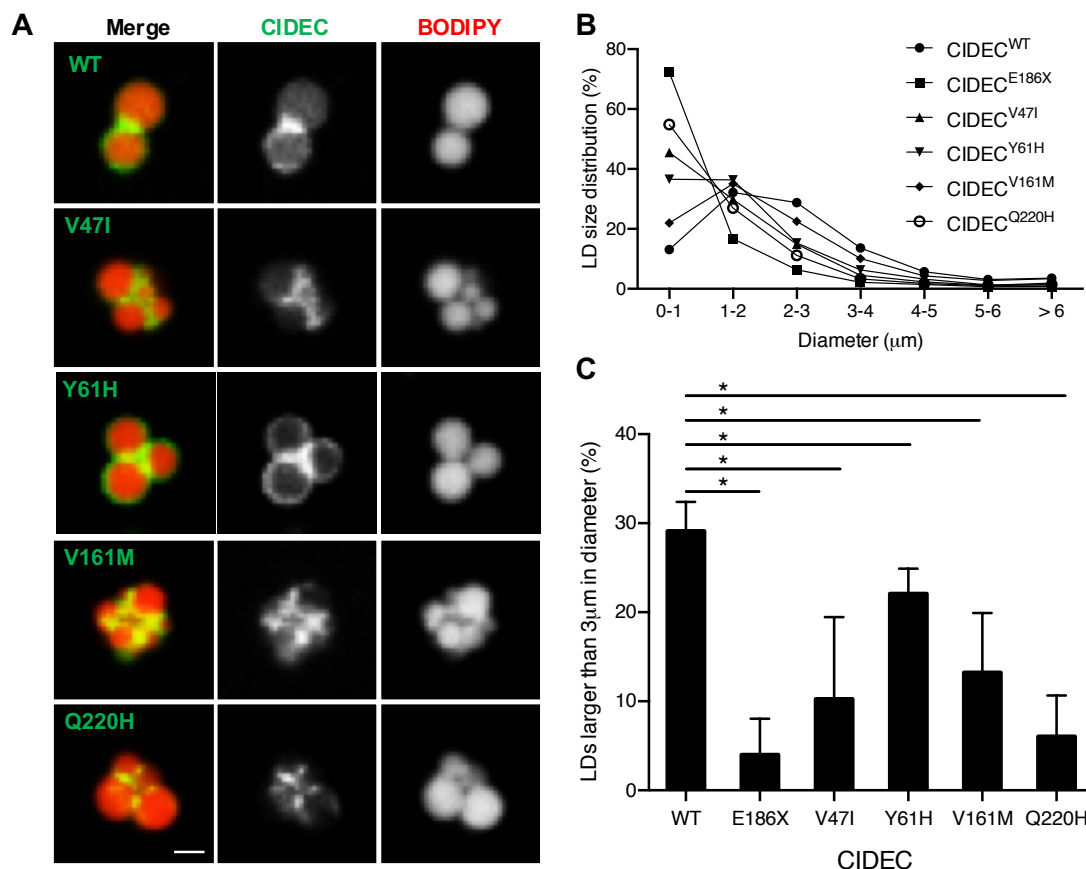 A
Merge CIDEC BODIPY
WT
V47I
Y61H
V161M
Q220H
B
LD size distribution (%)
80
60
40
20
0
0-1 1-2 2-3 3-4 4-5 5-6 > 6
Diameter (μm)
CIDECWT
CIDECE186X
CIDECV47I
CIDECY61H
CIDECV161M
CIDECQ220H
C
LDs larger than 3μm in diameter (%)
40
30
20
10
0
*
*
*
*
*
WT E186X V47I Y61H V161M Q220H
CIDEC